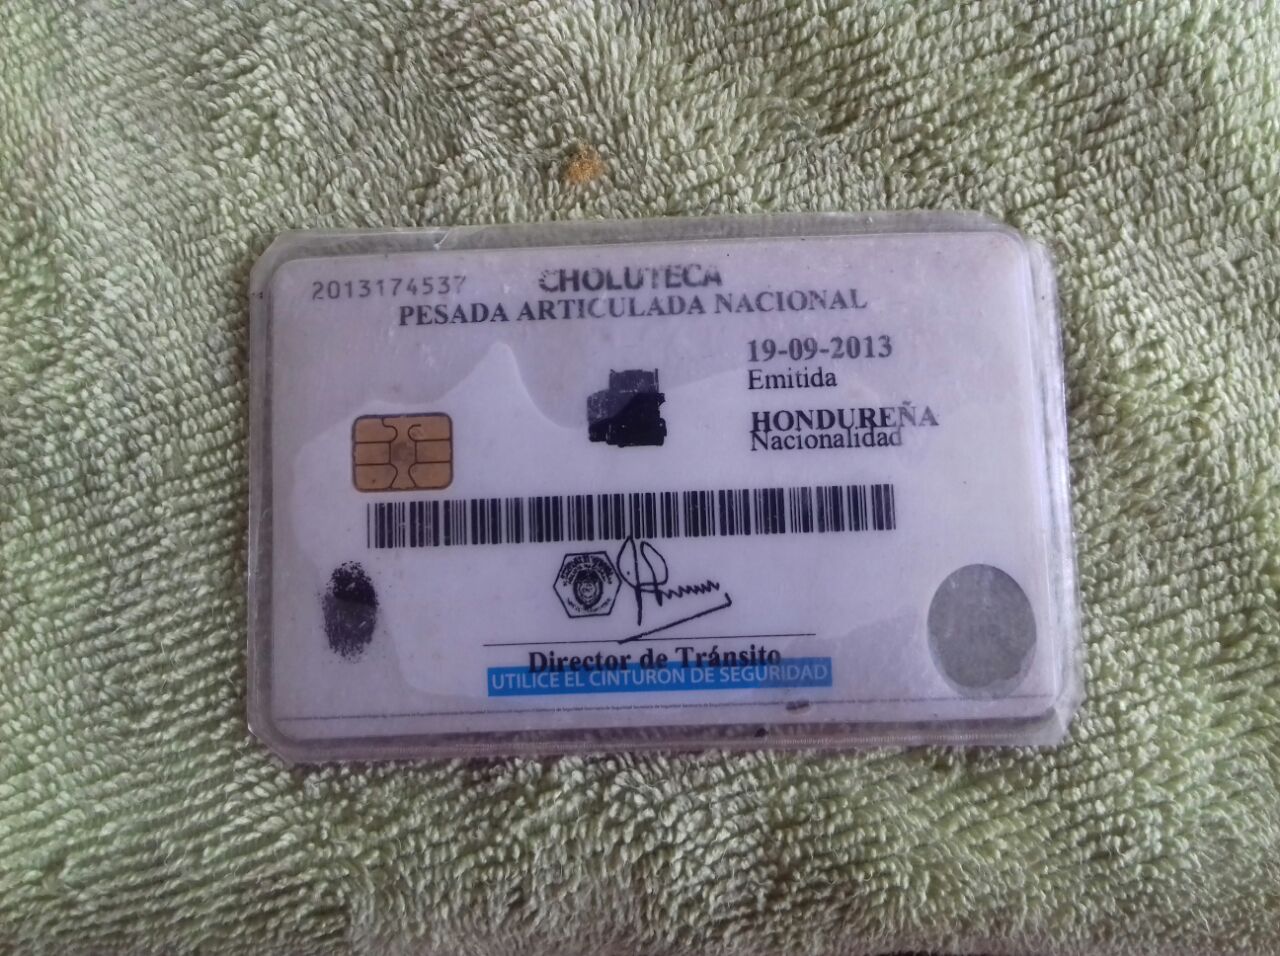 2013174537
CHOLUTECA
PESADA ARTICULADA NACIONAL
19-09-2013
Emitida
HONDUREÑA
Nacionalidad
Director de Tránsito
UTILICE EL CINTURON DE SEGURIDAD